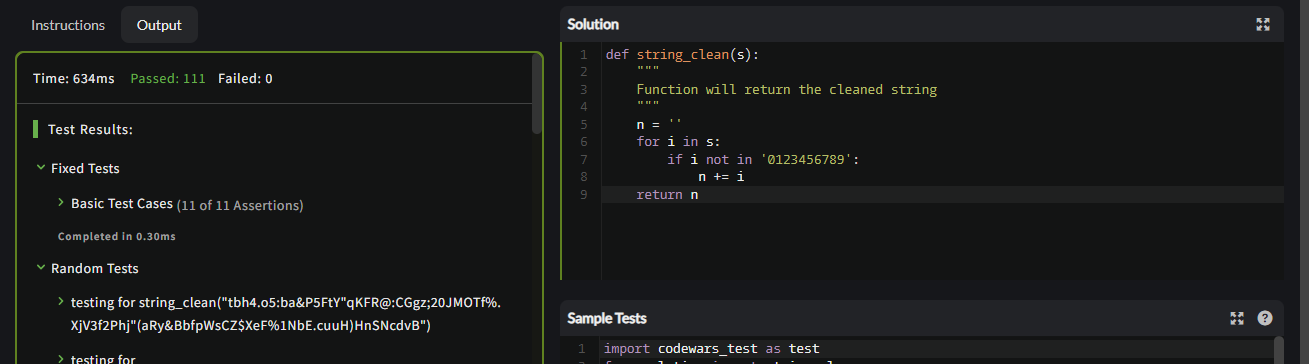 Instructions
Output
Time: 634ms Passed: 111 Failed: 0
Test Results:
Fixed Tests
Basic Test Cases (11 of 11 Assertions)
Completed in 0.30ms
Random Tests
testing for string_clean("tbh4.o5:ba&P5FtY"qKFR@:CGgz;20JMOTf%.
XjV3f2Phj"(aRy&BbfpWsCZ$XeF%1NbE.cuuH)HnSNcdvB")
testing for
Solution
1 def string_clean(s):
2     """
3     Function will return the cleaned string
4     """
5     n = ''
6     for i in s:
7         if i not in '0123456789':
8             n += i
9     return n
Sample Tests
?
1 import codewars_test as test